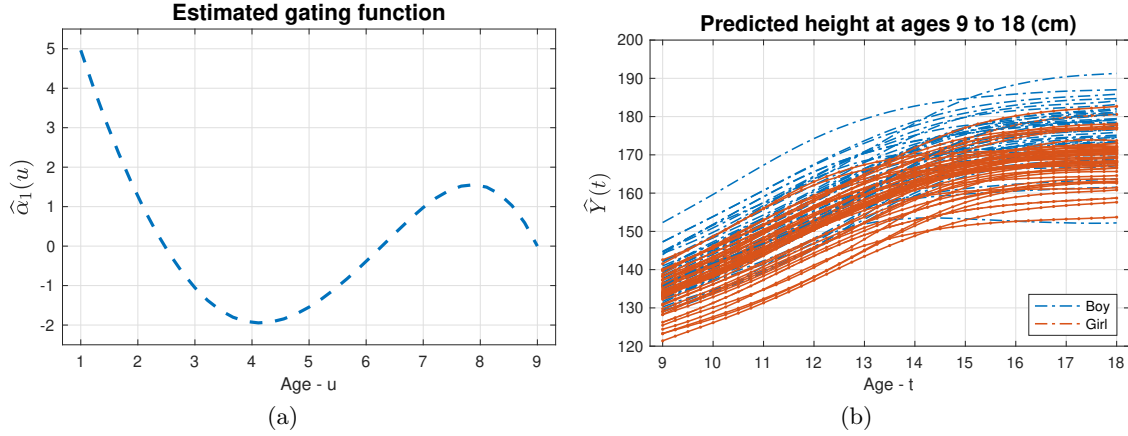 Estimated gating function
5
4
3
2
1
0
-1
-2
α̂₁(u)
1 2 3 4 5 6 7 8 9
Age - u
(a)
Predicted height at ages 9 to 18 (cm)
200
190
180
170
160
150
140
130
120
Ŷ(t)
Boy
Girl
9 10 11 12 13 14 15 16 17 18
Age - t
(b)